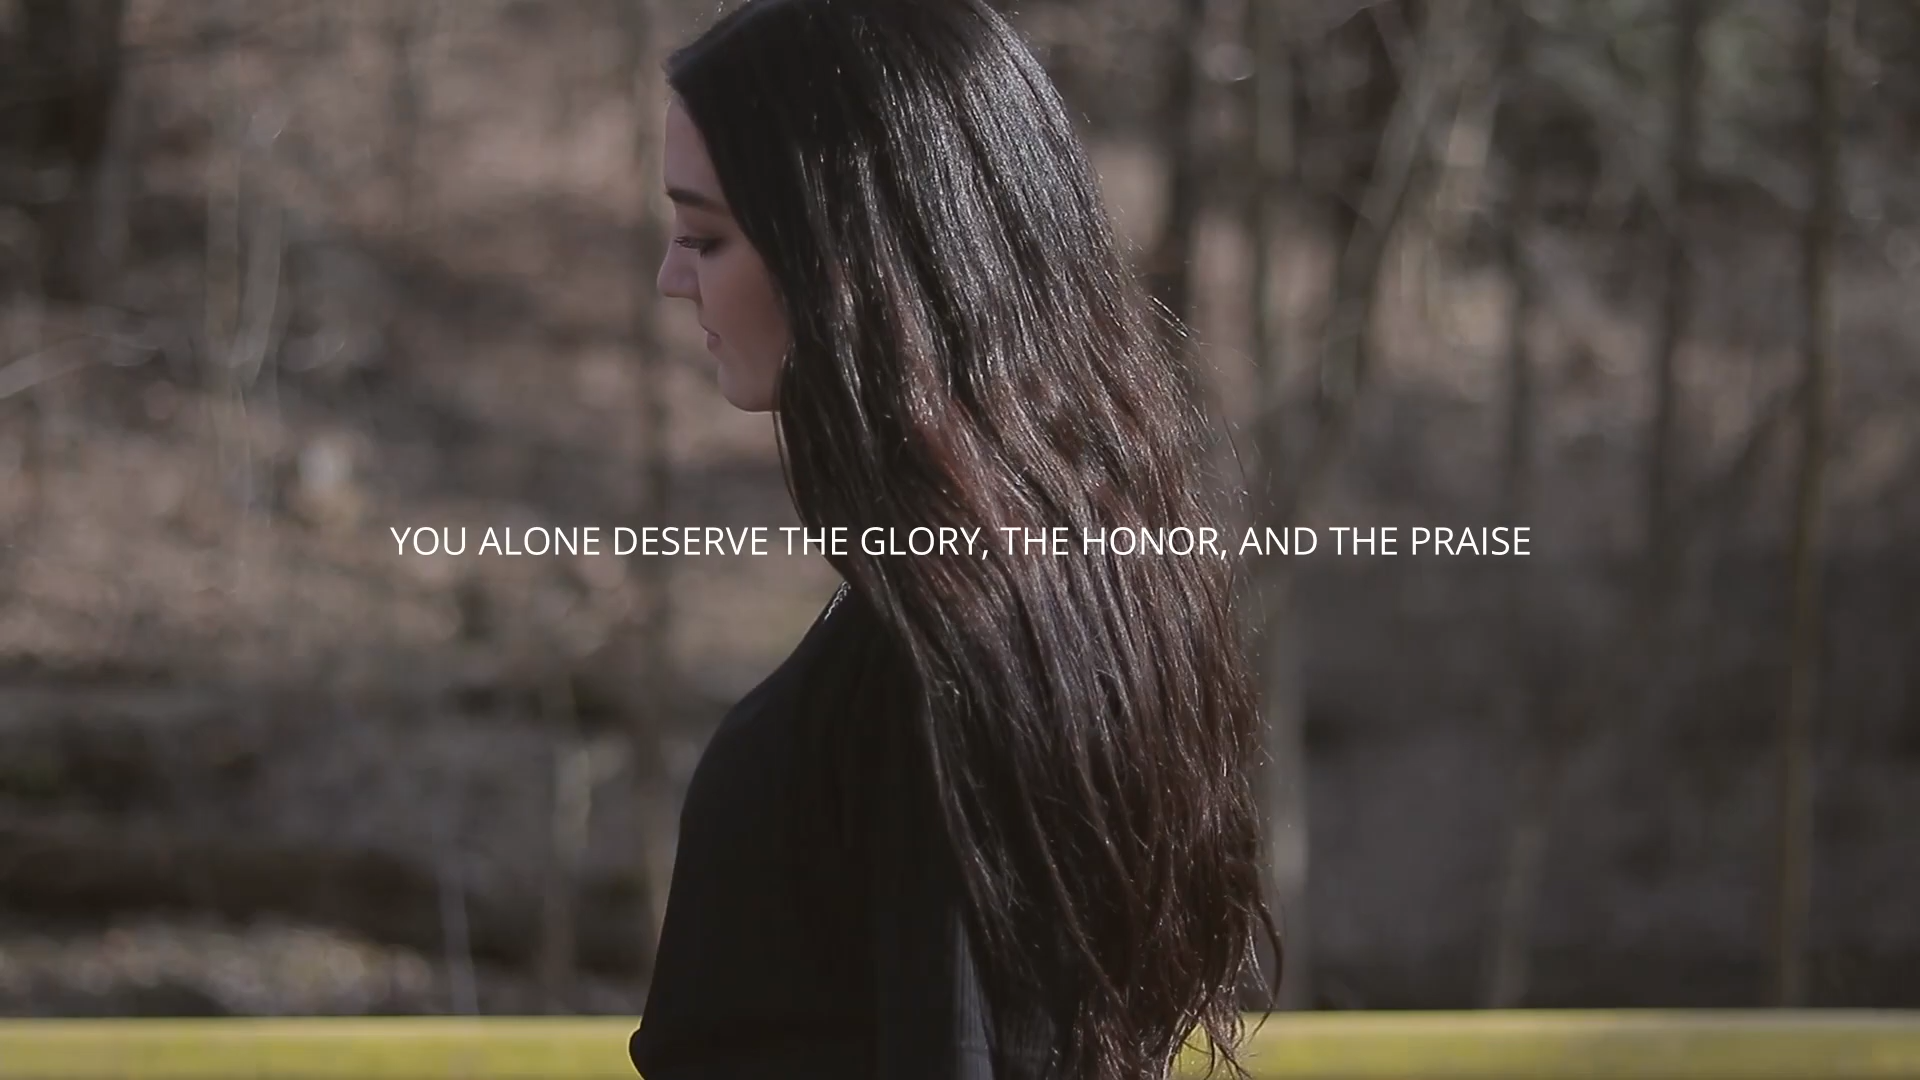 YOU ALONE DESERVE THE GLORY, THE HONOR, AND THE PRAISE